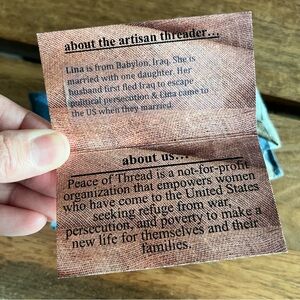 about the artisan threader...
Lina is from Babylon, Iraq. She is
married with one daughter. Her
husband first fled Iraq to escape
political persecution & Lina came to
the US when they married.
about us...
Peace of Thread is a not-for-profit
organization that empowers women
who have come to the United States
seeking refuge from war,
persecution, and poverty to make a
new life for themselves and their
families.